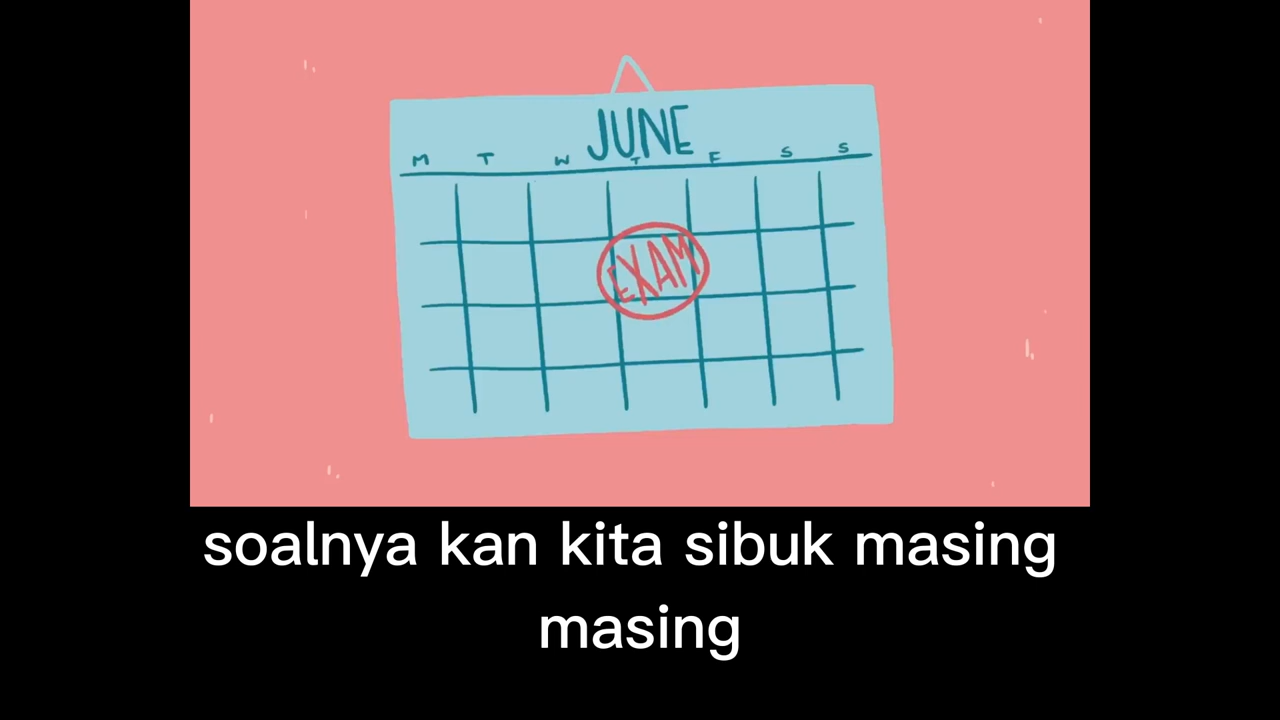 JUNE
M T W T F S S
EXAM
soalnya kan kita sibuk masing
masing